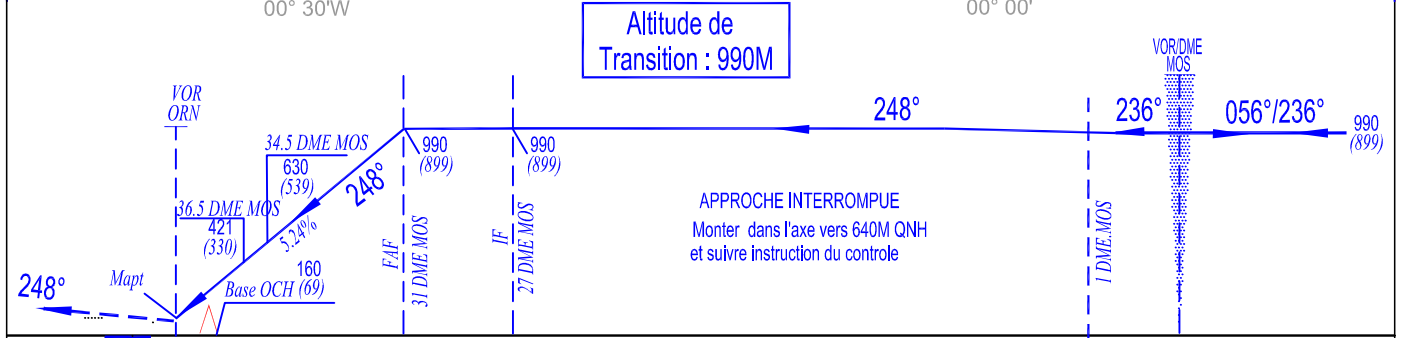 00° 30'W
00° 00'
Altitude de
Transition : 990M
VOR/DME
MOS
VOR
ORN
248°
236°
056°/236°
990
(899)
34.5 DME MOS
630
(539)
248°
990
(899)
990
(899)
36.5 DME MOS
421
(330)
5.24%
APPROCHE INTERROMPUE
Monter dans l'axe vers 640M QNH
et suivre instruction du controle
FAF
31 DME MOS
IF
27 DME MOS
1 DME.MOS
Mapt
160
Base OCH (69)
248°